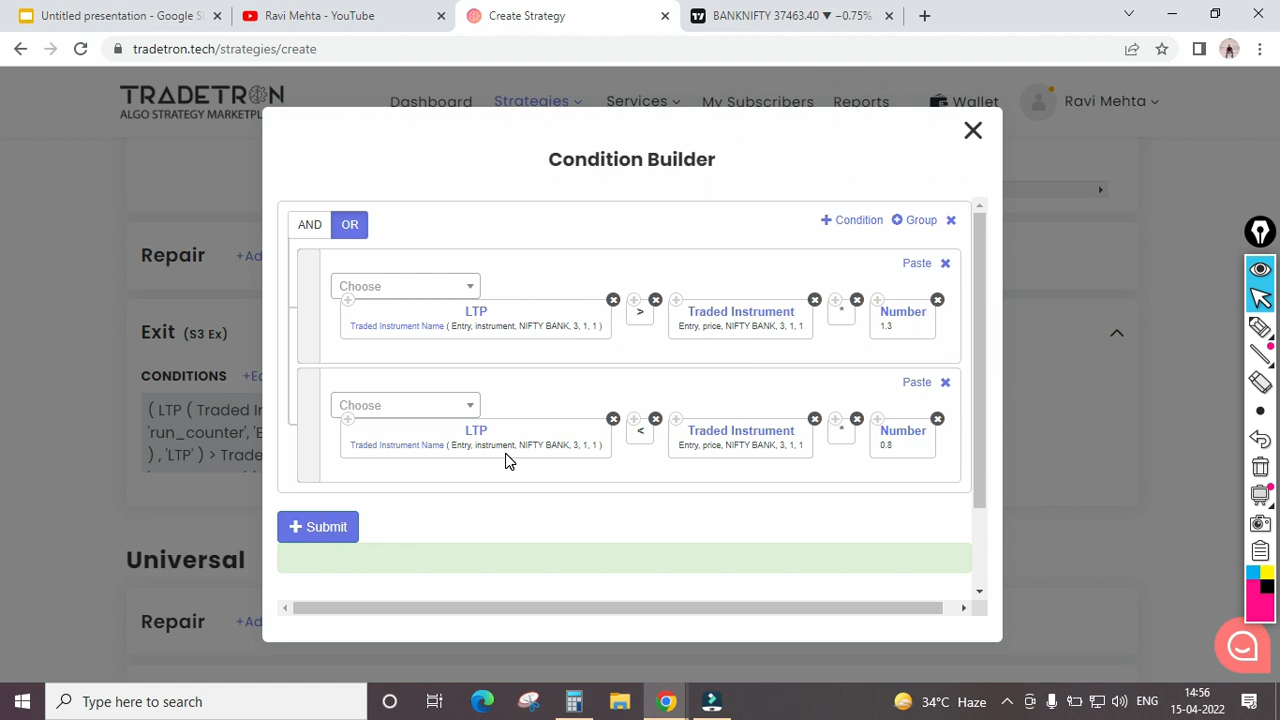 Untitled presentation - Google S
Ravi Mehta - YouTube
Create Strategy
BANKNIFTY 37463.40 ▼ −0.75%
tradetron.tech/strategies/create
TRADETRON
ALGO STRATEGY MARKETPL
Dashboard
Strategies
Services
My Subscribers
Reports
Wallet
Ravi Mehta
Condition Builder
AND
OR
Condition
Group
Paste
Choose
LTP
Traded Instrument Name ( Entry, instrument, NIFTY BANK, 3, 1, 1 )
>
Traded Instrument
Entry, price, NIFTY BANK, 3, 1, 1
*
Number
1.3
Paste
Choose
LTP
Traded Instrument Name ( Entry, instrument, NIFTY BANK, 3, 1, 1 )
<
Traded Instrument
Entry, price, NIFTY BANK, 3, 1, 1
*
Number
0.8
Submit
Repair
+Ad
Exit (S3 Ex)
CONDITIONS
+Ed
( LTP ( Traded In
'run_counter', 'E
) , 'LTP' ) > Trade
Universal
Repair
+Ad
Type here to search
34°C Haze
ENG
14:56
15-04-2022